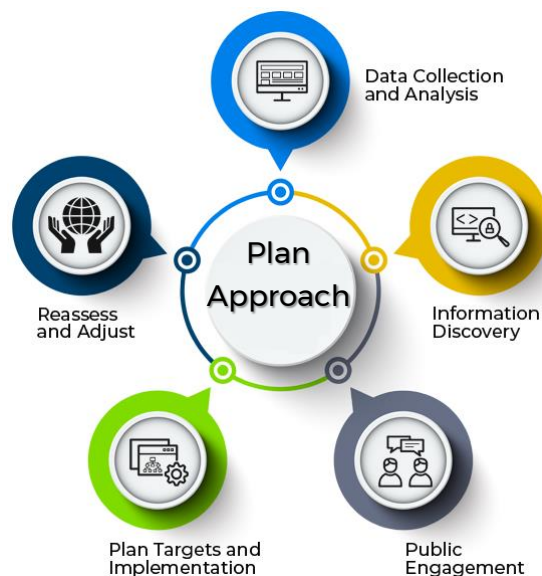 Data Collection
and Analysis
Plan
Approach
Information
Discovery
Reassess
and Adjust
Plan Targets and
Implementation
Public
Engagement